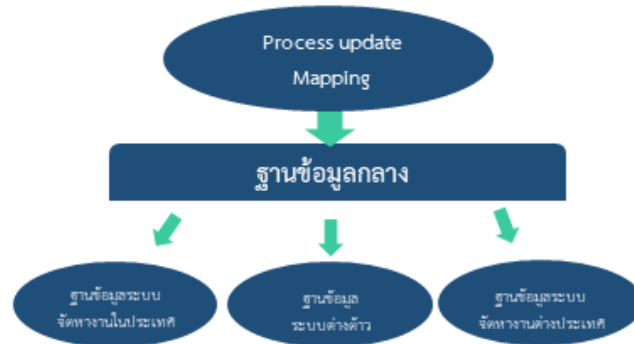 Process update
Mapping
ฐานข้อมูลกลาง
ฐานข้อมูลระบบ
จัดหางานในประเทศ
ฐานข้อมูล
ระบบต่างด้าว
ฐานข้อมูลระบบ
จัดหางานต่างประเทศ